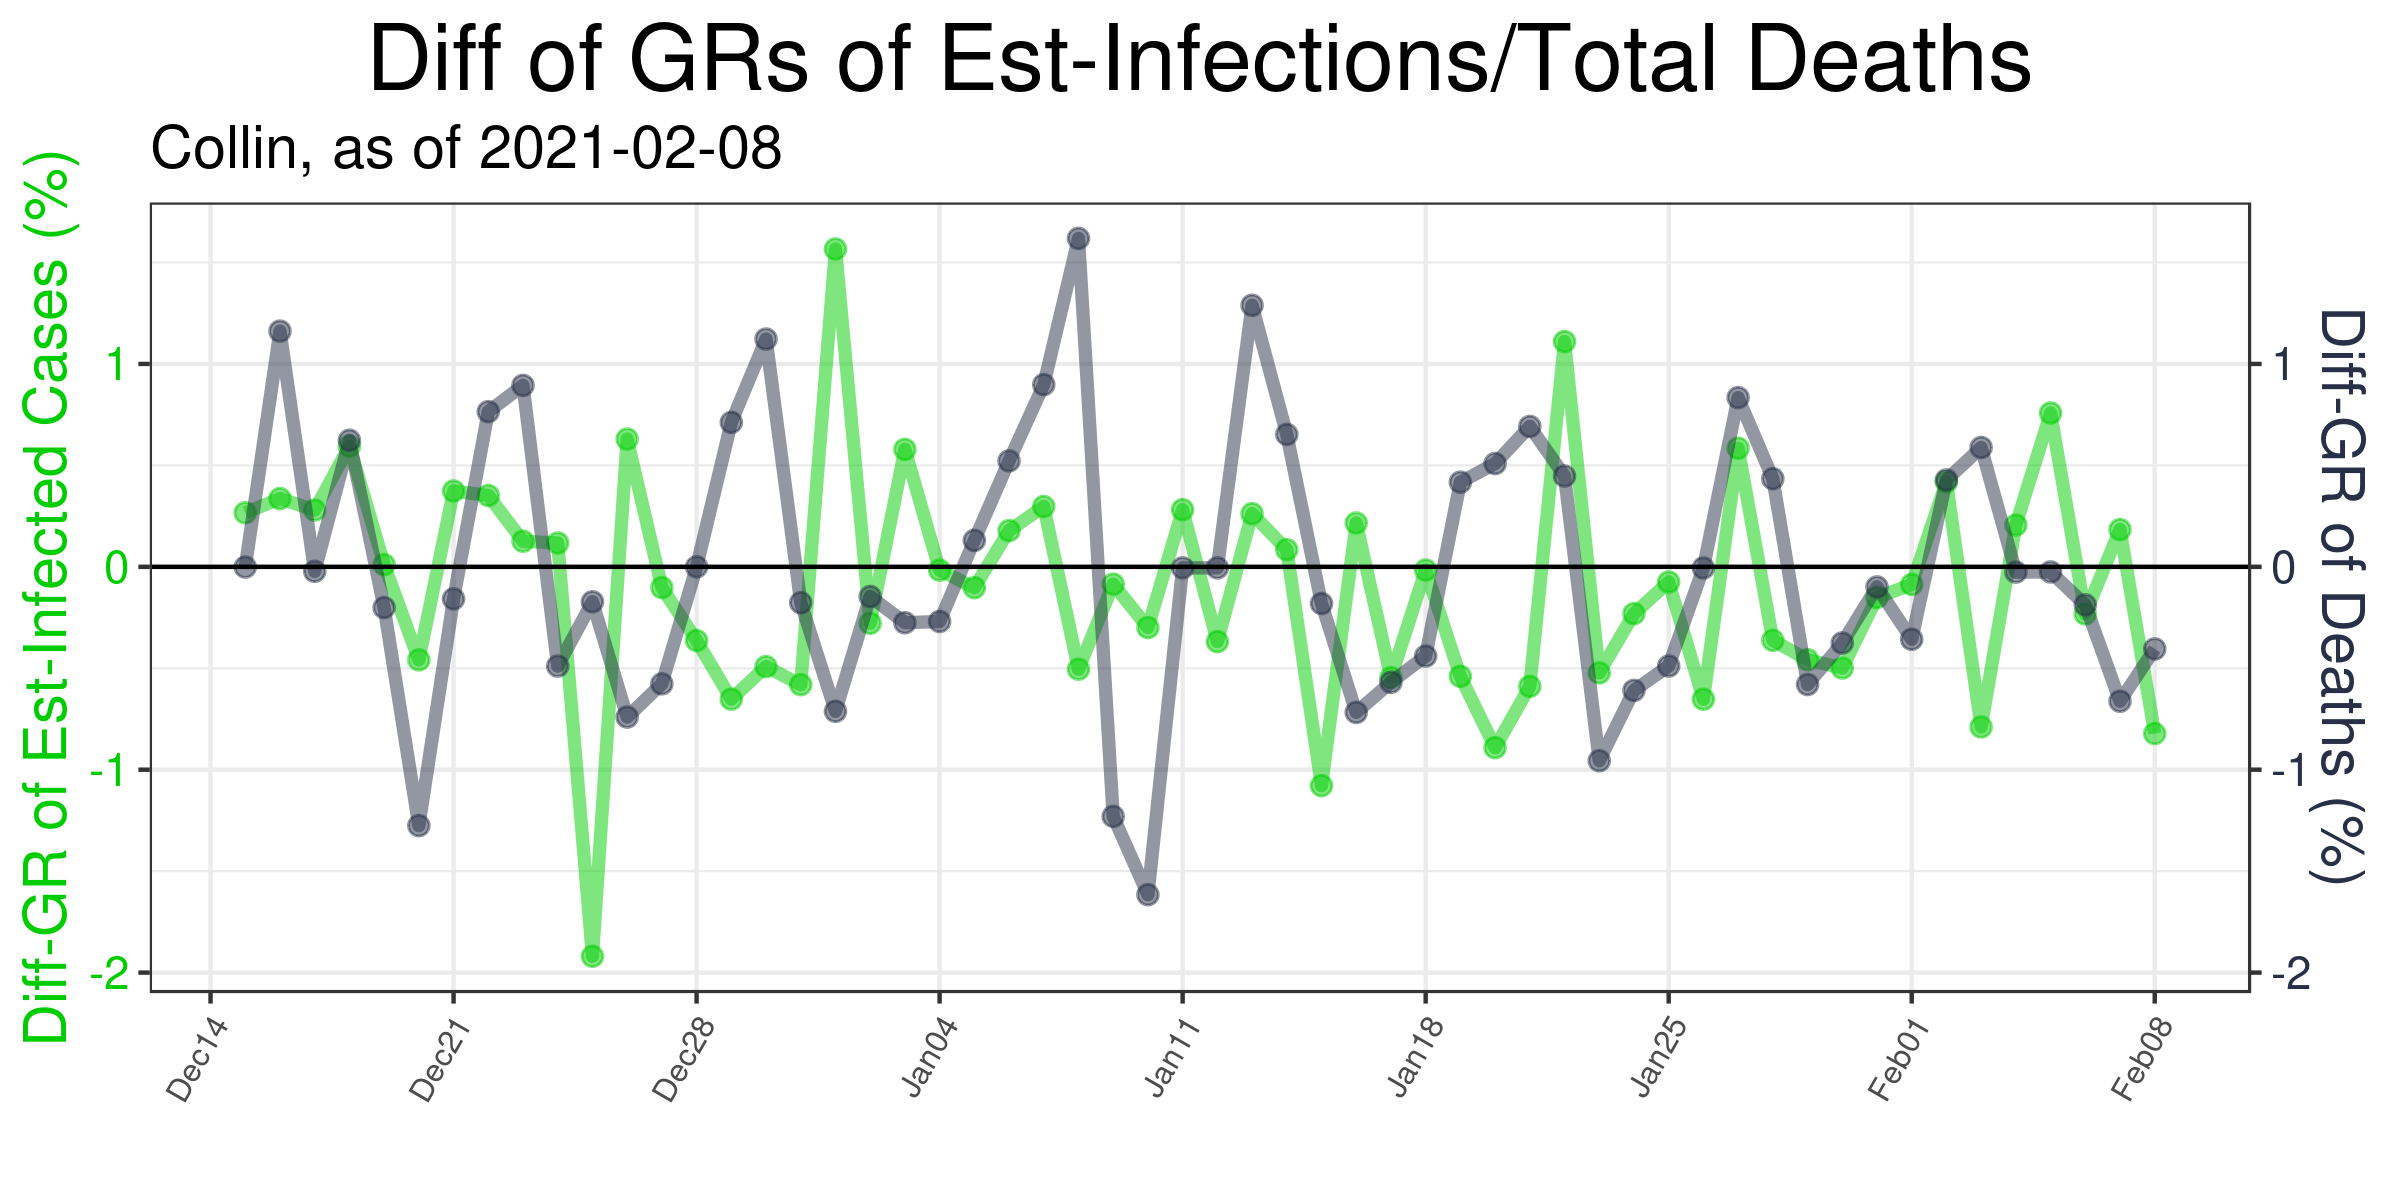 Diff of GRs of Est-Infections/Total Deaths
Collin, as of 2021-02-08
Diff-GR of Est-Infected Cases (%)
1
0
-1
-2
1
0
-1
-2
Diff-GR of Deaths (%)
Dec14
Dec21
Dec28
Jan04
Jan11
Jan18
Jan25
Feb01
Feb08